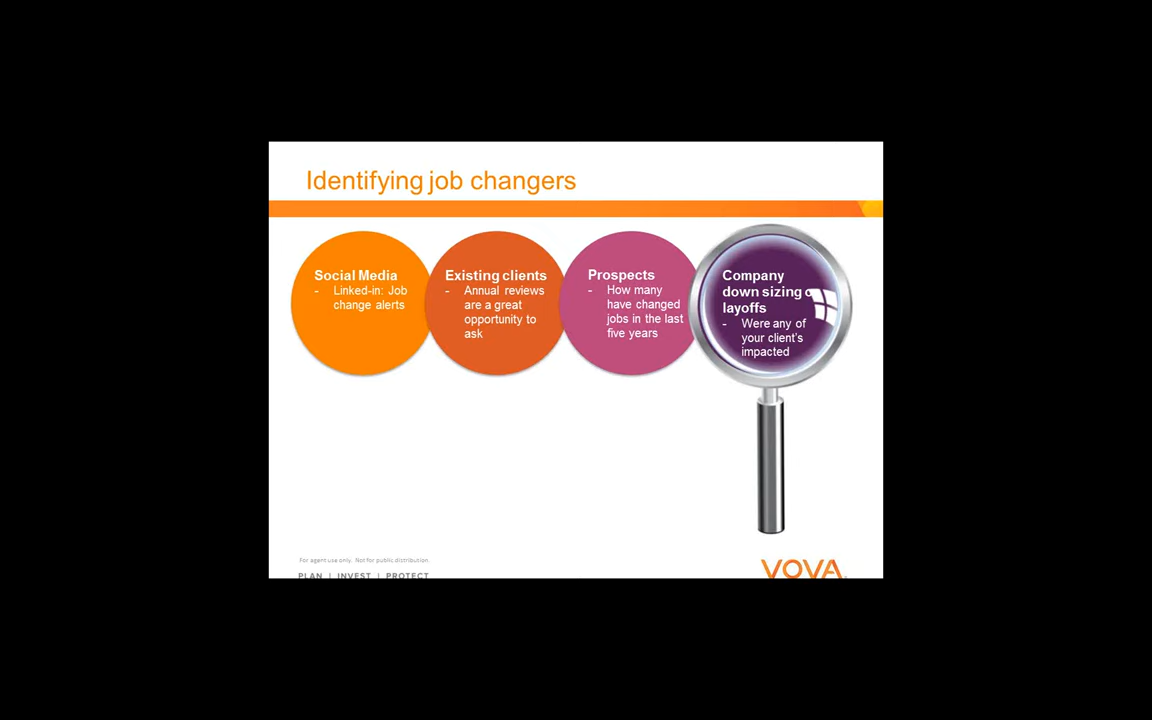 Identifying job changers
Social Media
- Linked-in: Job
change alerts
Existing clients
- Annual reviews
are a great
opportunity to
ask
Prospects
- How many
have changed
jobs in the last
five years
Company
down sizing
layoffs
- Were any of
your client's
impacted
For agent use only. Not for public distribution.
PLAN | INVEST | PROTECT
VOYA